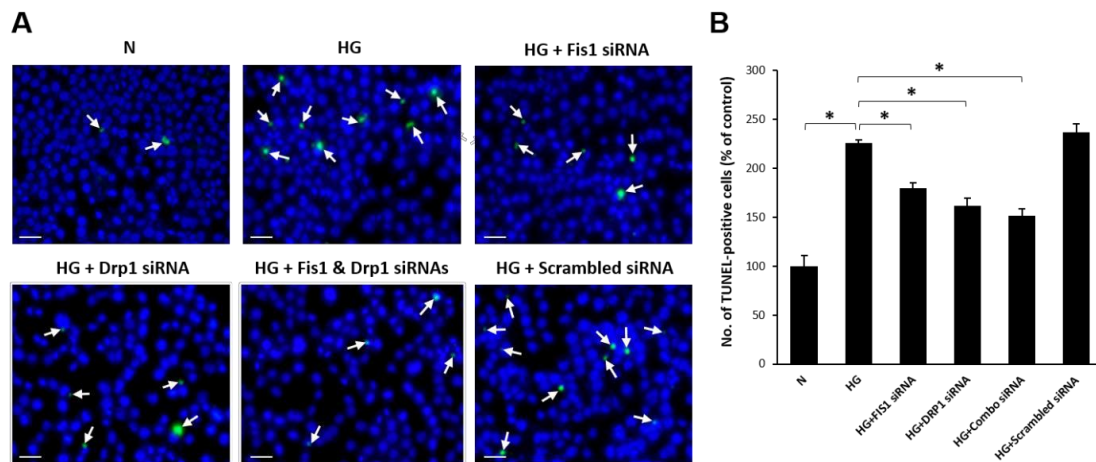 A
N
HG
HG + Fis1 siRNA
HG + Drp1 siRNA
HG + Fis1 & Drp1 siRNAs
HG + Scrambled siRNA
B
No. of TUNEL-positive cells (% of control)
300
250
200
150
100
50
0
*
*
*
*
N
HG
HG+FIS1 siRNA
HG+DRP1 siRNA
HG+Combo siRNA
HG+Scrambled siRNA